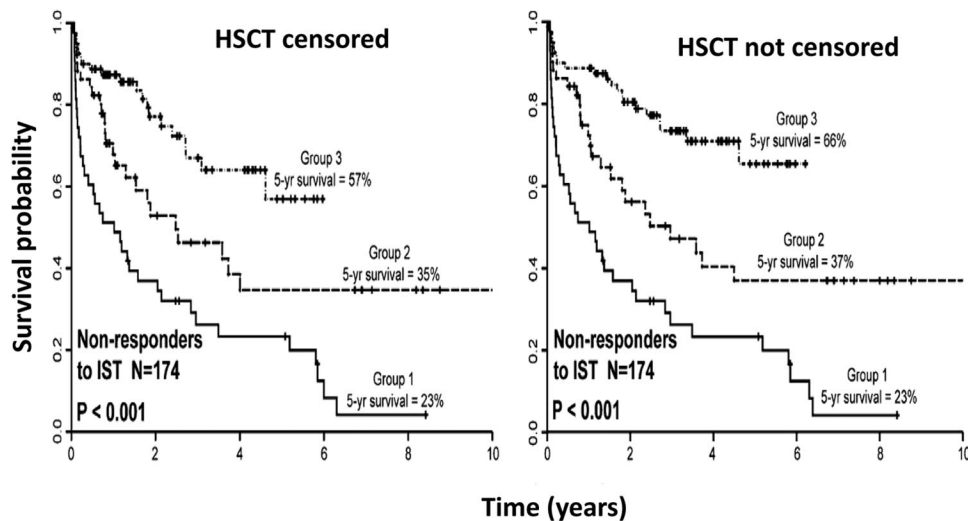 HSCT censored
Survival probability
1.0
0.8
0.6
0.4
0.2
0.0
Group 3
5-yr survival = 57%
Group 2
5-yr survival = 35%
Group 1
5-yr survival = 23%
Non-responders
to IST N=174
P < 0.001
0 2 4 6 8 10
HSCT not censored
1.0
0.8
0.6
0.4
0.2
0.0
Group 3
5-yr survival = 66%
Group 2
5-yr survival = 37%
Group 1
5-yr survival = 23%
Non-responders
to IST N=174
P < 0.001
0 2 4 6 8 10
Time (years)